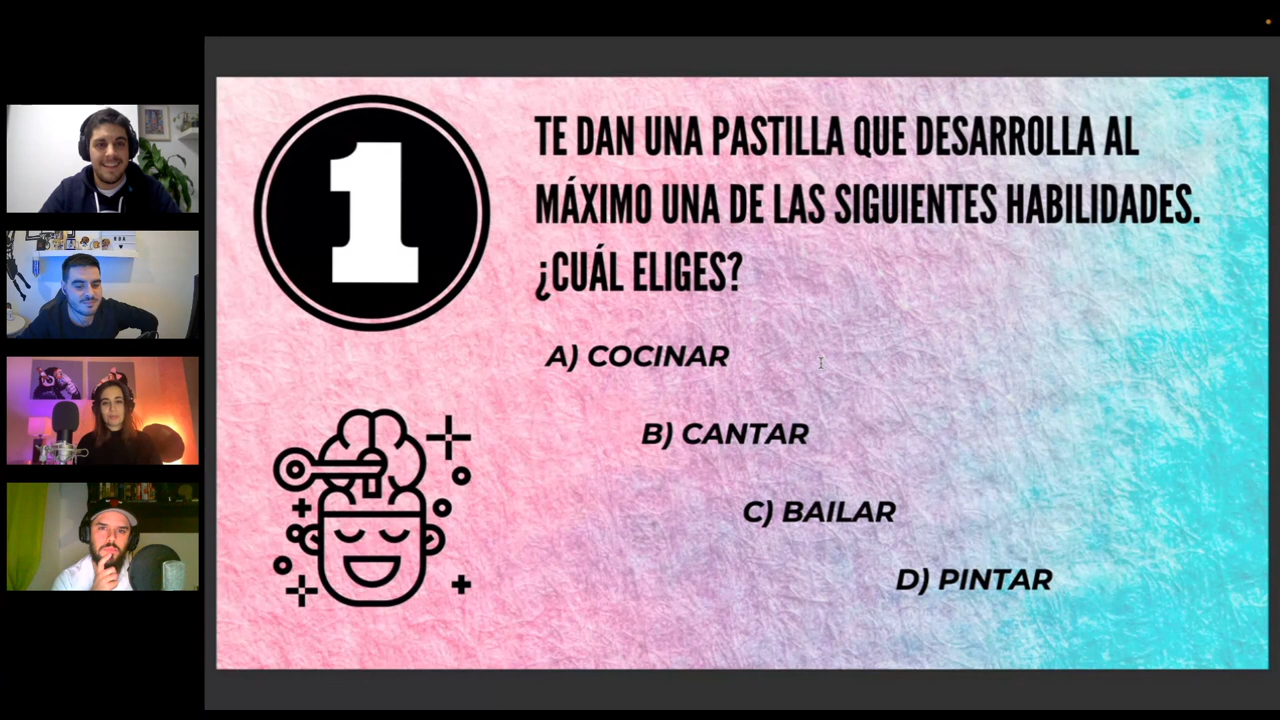 1
TE DAN UNA PASTILLA QUE DESARROLLA AL
MÁXIMO UNA DE LAS SIGUIENTES HABILIDADES.
¿CUÁL ELIGES?
A) COCINAR
B) CANTAR
C) BAILAR
D) PINTAR